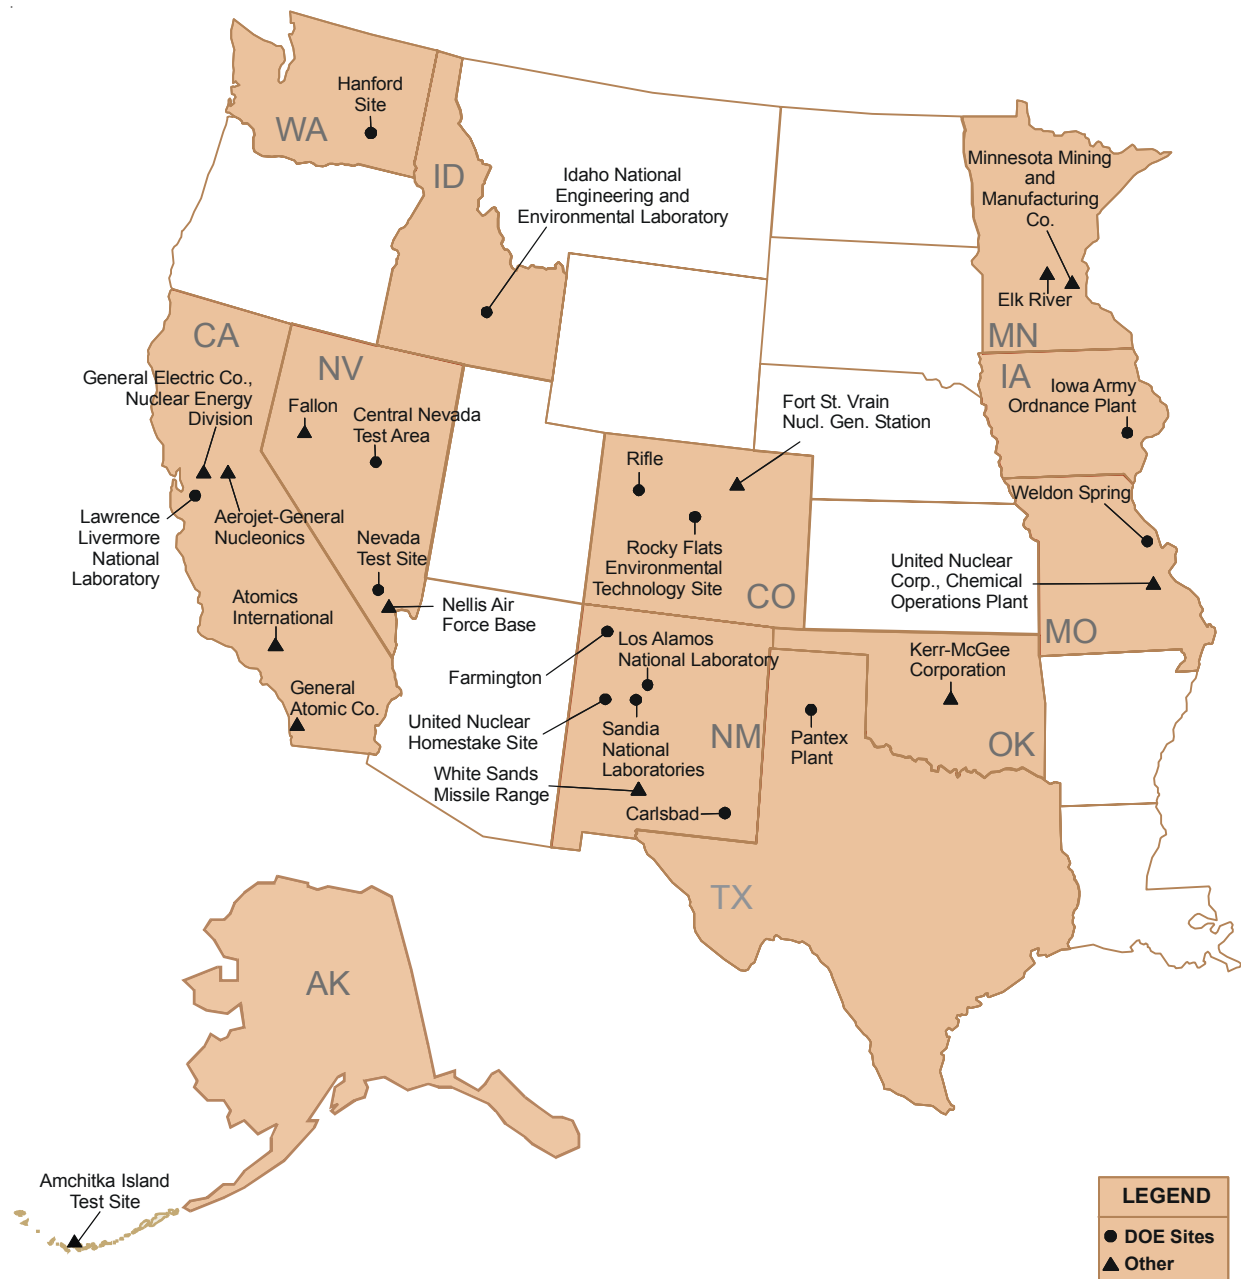 Hanford
Site
WA
ID
Idaho National
Engineering and
Environmental Laboratory
Minnesota Mining
and
Manufacturing
Co.
Elk River
MN
CA
NV
IA
General Electric Co.,
Nuclear Energy
Division
Fallon
Central Nevada
Test Area
Fort St. Vrain
Nucl. Gen. Station
Iowa Army
Ordnance Plant
Rifle
Weldon Spring
Lawrence
Livermore
National
Laboratory
Aerojet-General
Nucleonics
Nevada
Test Site
Rocky Flats
Environmental
Technology Site
CO
United Nuclear
Corp., Chemical
Operations Plant
MO
Atomics
International
Nellis Air
Force Base
Los Alamos
National Laboratory
Kerr-McGee
Corporation
Farmington
General
Atomic Co.
United Nuclear
Homestake Site
Sandia
National
Laboratories
NM
Pantex
Plant
OK
White Sands
Missile Range
Carlsbad
TX
AK
Amchitka Island
Test Site
LEGEND
DOE Sites
Other